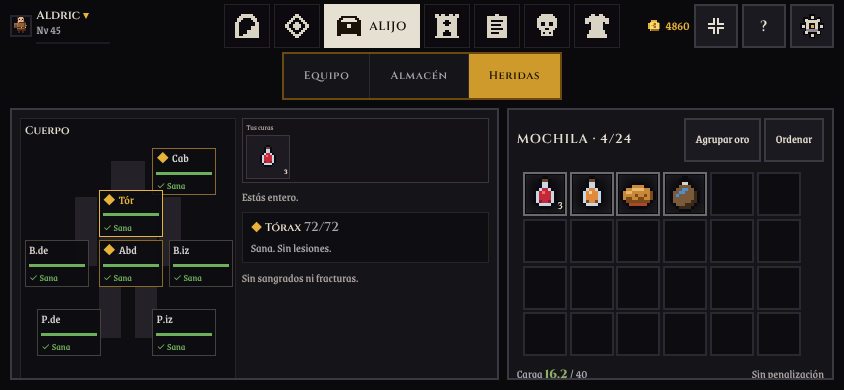 ALDRIC ▼
Nv 45
ALIJO
4860
?
EQUIPO
ALMACÉN
HERIDAS
CUERPO
Cab
✓ Sana
Tór
✓ Sana
B.de
✓ Sana
Abd
✓ Sana
B.iz
✓ Sana
P.de
✓ Sana
P.iz
✓ Sana
Tus curas
3
Estás entero.
TÓRAX 72/72
Sana. Sin lesiones.
Sin sangrados ni fracturas.
MOCHILA · 4/24
Agrupar oro
Ordenar
3
Carga 16.2 / 40
Sin penalización